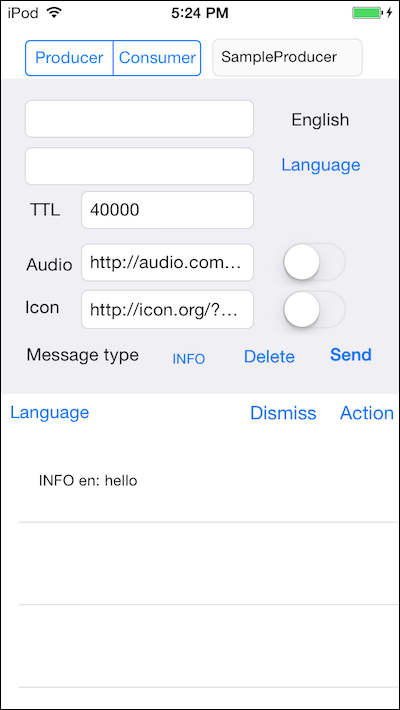 iPod 5:24 PM
Producer Consumer SampleProducer
English
Language
TTL 40000
Audio http://audio.com...
Icon http://icon.org/?...
Message type INFO Delete Send
Language Dismiss Action
INFO en: hello